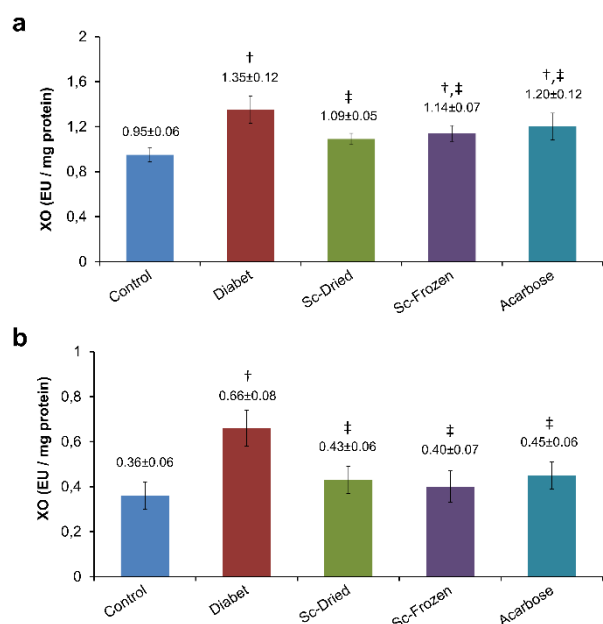 a
XO (EU / mg protein)
2
1,6
1,2
0,8
0,4
0
0.95±0.06
†
1.35±0.12
‡
1.09±0.05
†,‡
1.14±0.07
†,‡
1.20±0.12
Control
Diabet
Sc-Dried
Sc-Frozen
Acarbose
b
XO (EU / mg protein)
1
0,8
0,6
0,4
0,2
0
0.36±0.06
†
0.66±0.08
‡
0.43±0.06
‡
0.40±0.07
‡
0.45±0.06
Control
Diabet
Sc-Dried
Sc-Frozen
Acarbose